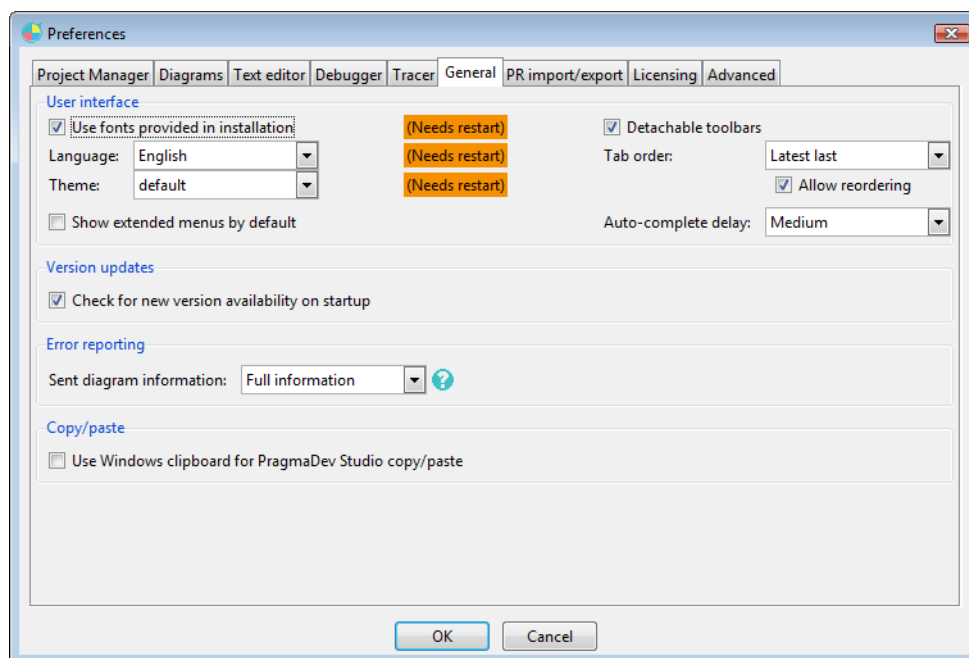 Preferences
Project Manager Diagrams Text editor Debugger Tracer General PR import/export Licensing Advanced
User interface
Use fonts provided in installation (Needs restart) Detachable toolbars
Language: English (Needs restart) Tab order: Latest last
Theme: default (Needs restart) Allow reordering
Show extended menus by default Auto-complete delay: Medium
Version updates
Check for new version availability on startup
Error reporting
Sent diagram information: Full information ?
Copy/paste
Use Windows clipboard for PragmaDev Studio copy/paste
OK Cancel